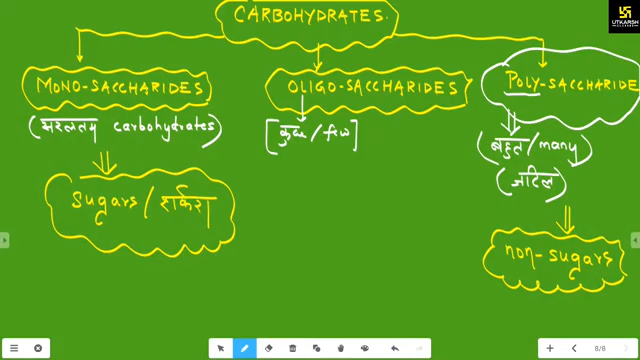 CARBOHYDRATES.
UTKARSH
CLASSES
MONO-SACCHARIDES
OLIGO-SACCHARIDES
POLY-SACCHARIDE
(सरलतम carbohydrates)
[कुछ/few]
(बहुत/many)
(जटिल)
sugars/शर्करा
non-sugars
8/8